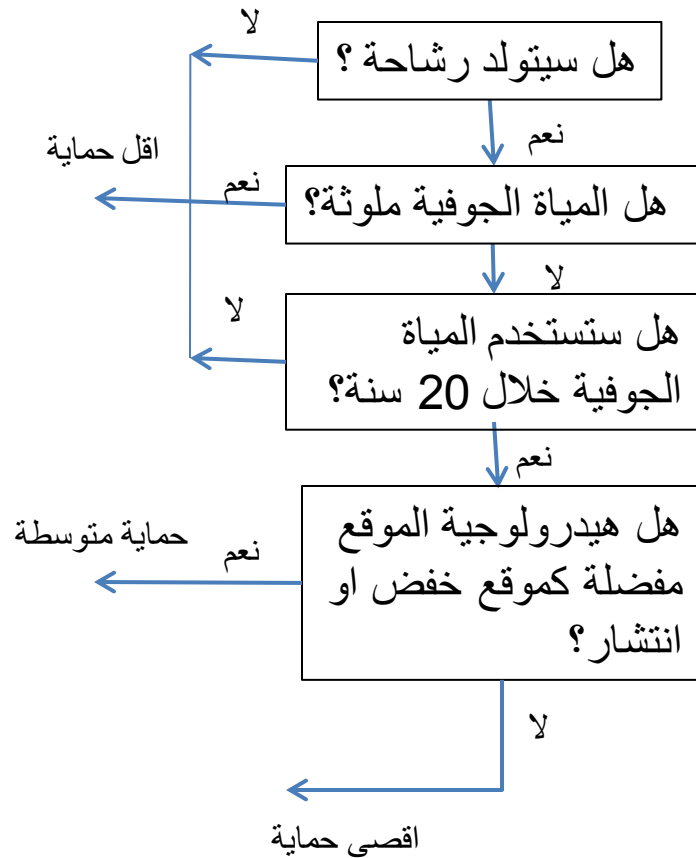 لا
هل سيتولد رشاحة ؟
نعم
اقل حماية
نعم
هل المياة الجوفية ملوثة؟
لا
لا
هل ستستخدم المياة
الجوفية خلال 20 سنة؟
نعم
هل هيدرولوجية الموقع
مفضلة كموقع خفض او
انتشار؟
نعم
حماية متوسطة
لا
اقصى حماية